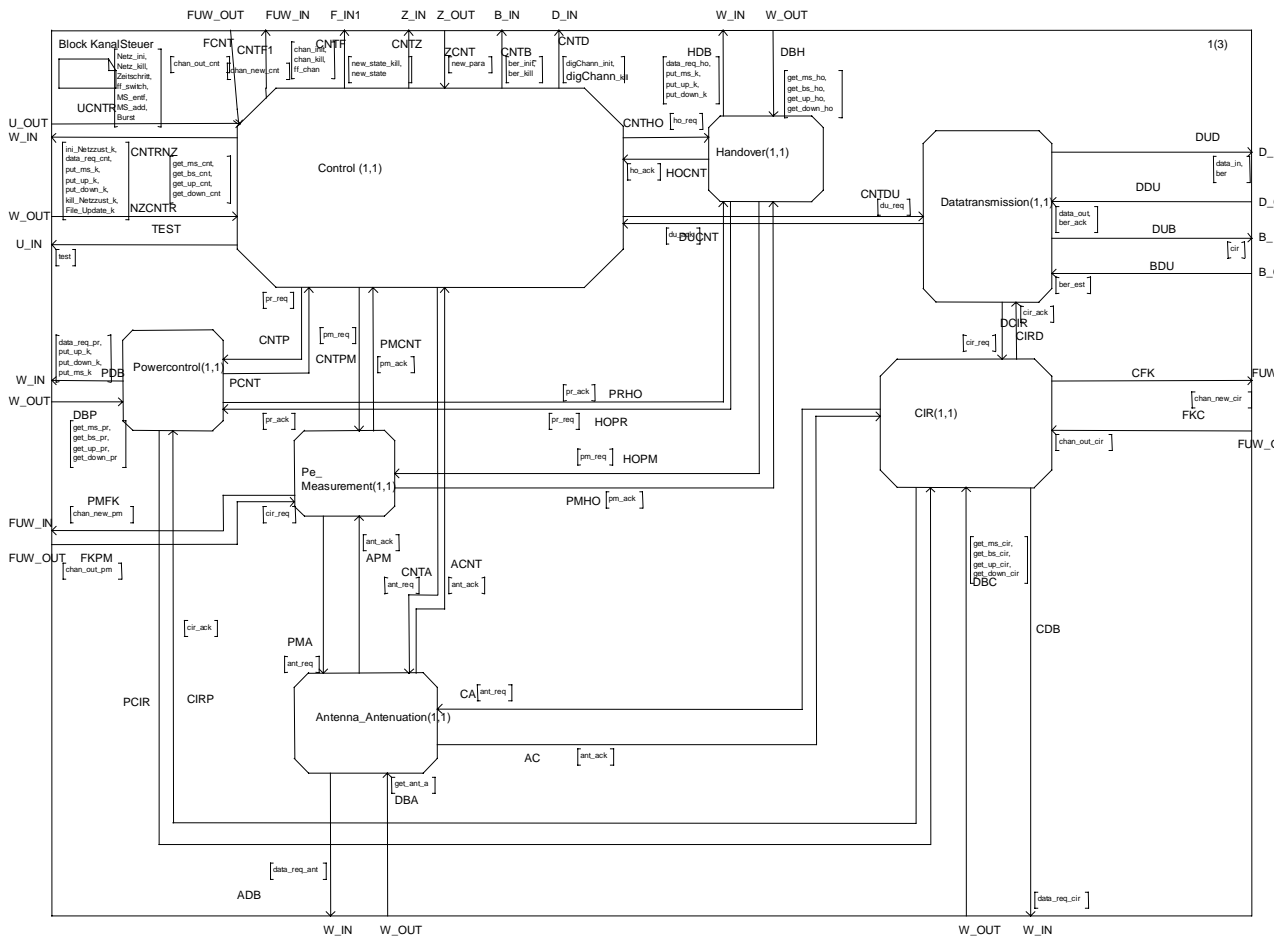 FUW_OUT FUW_IN F_IN1 Z_IN Z_OUT B_IN D_IN W_IN W_OUT
Block KanalSteuer
1(3)
FCNT
CNTF1
CNTF
CNTZ
ZCNT
CNTB
CNTD
HDB
DBH
Netz_ini,
Netz_kill,
Zeitschritt,
ff_switch,
MS_entf,
MS_add,
Burst
chan_out_cnt
chan_new_cnt
chan_init,
chan_kill,
ff_chan
new_state_kill,
new_state
new_para
ber_init,
ber_kill
digChann_init,
digChann_kill
data_req_ho,
put_ms_k,
put_up_k,
put_down_k
get_ms_ho,
get_bs_ho,
get_up_ho,
get_down_ho
UCNTR
U_OUT
W_IN
CNTRNZ
ini_Netzzust_k,
data_req_cnt,
put_ms_k,
put_up_k,
put_down_k,
kill_Netzzust_k,
File_Update_k
get_ms_cnt,
get_bs_cnt,
get_up_cnt,
get_down_cnt
NZCNTR
W_OUT
TEST
U_IN
test
Control (1,1)
CNTHO
ho_req
ho_ack
HOCNT
Handover(1,1)
CNTDU
du_req
DUCNT
Datatransmission(1,1)
DUD
D_
data_in,
ber
DDU
D_
data_out,
ber_ack
DUB
B_
cir
BDU
B_
ber_est
pr_req
CNTP
pm_req
CNTPM
PMCNT
pm_ack
DCIR
cir_ack
CIRD
cir_req
data_req_pr,
put_up_k,
put_down_k,
put_ms_k
PDB
W_IN
W_OUT
Powercontrol(1,1)
PCNT
DBP
get_ms_pr,
get_bs_pr,
get_up_pr,
get_down_pr
pr_ack
PRHO
pr_ack
pr_req
HOPR
CIR(1,1)
CFK
FUW
chan_new_cir
FKC
chan_out_cir
FUW_O
Pe_
Measurement(1,1)
pm_req
HOPM
PMHO
pm_ack
PMFK
chan_new_pm
cir_req
FUW_IN
FUW_OUT
FKPM
chan_out_pm
ant_ack
APM
CNTA
ant_req
ACNT
ant_ack
get_ms_cir,
get_bs_cir,
get_up_cir,
get_down_cir
DBC
CDB
cir_ack
PMA
ant_req
PCIR
CIRP
Antenna_Antenuation(1,1)
CA
ant_req
AC
ant_ack
get_ant_a
DBA
data_req_ant
ADB
data_req_cir
W_IN
W_OUT
W_OUT
W_IN